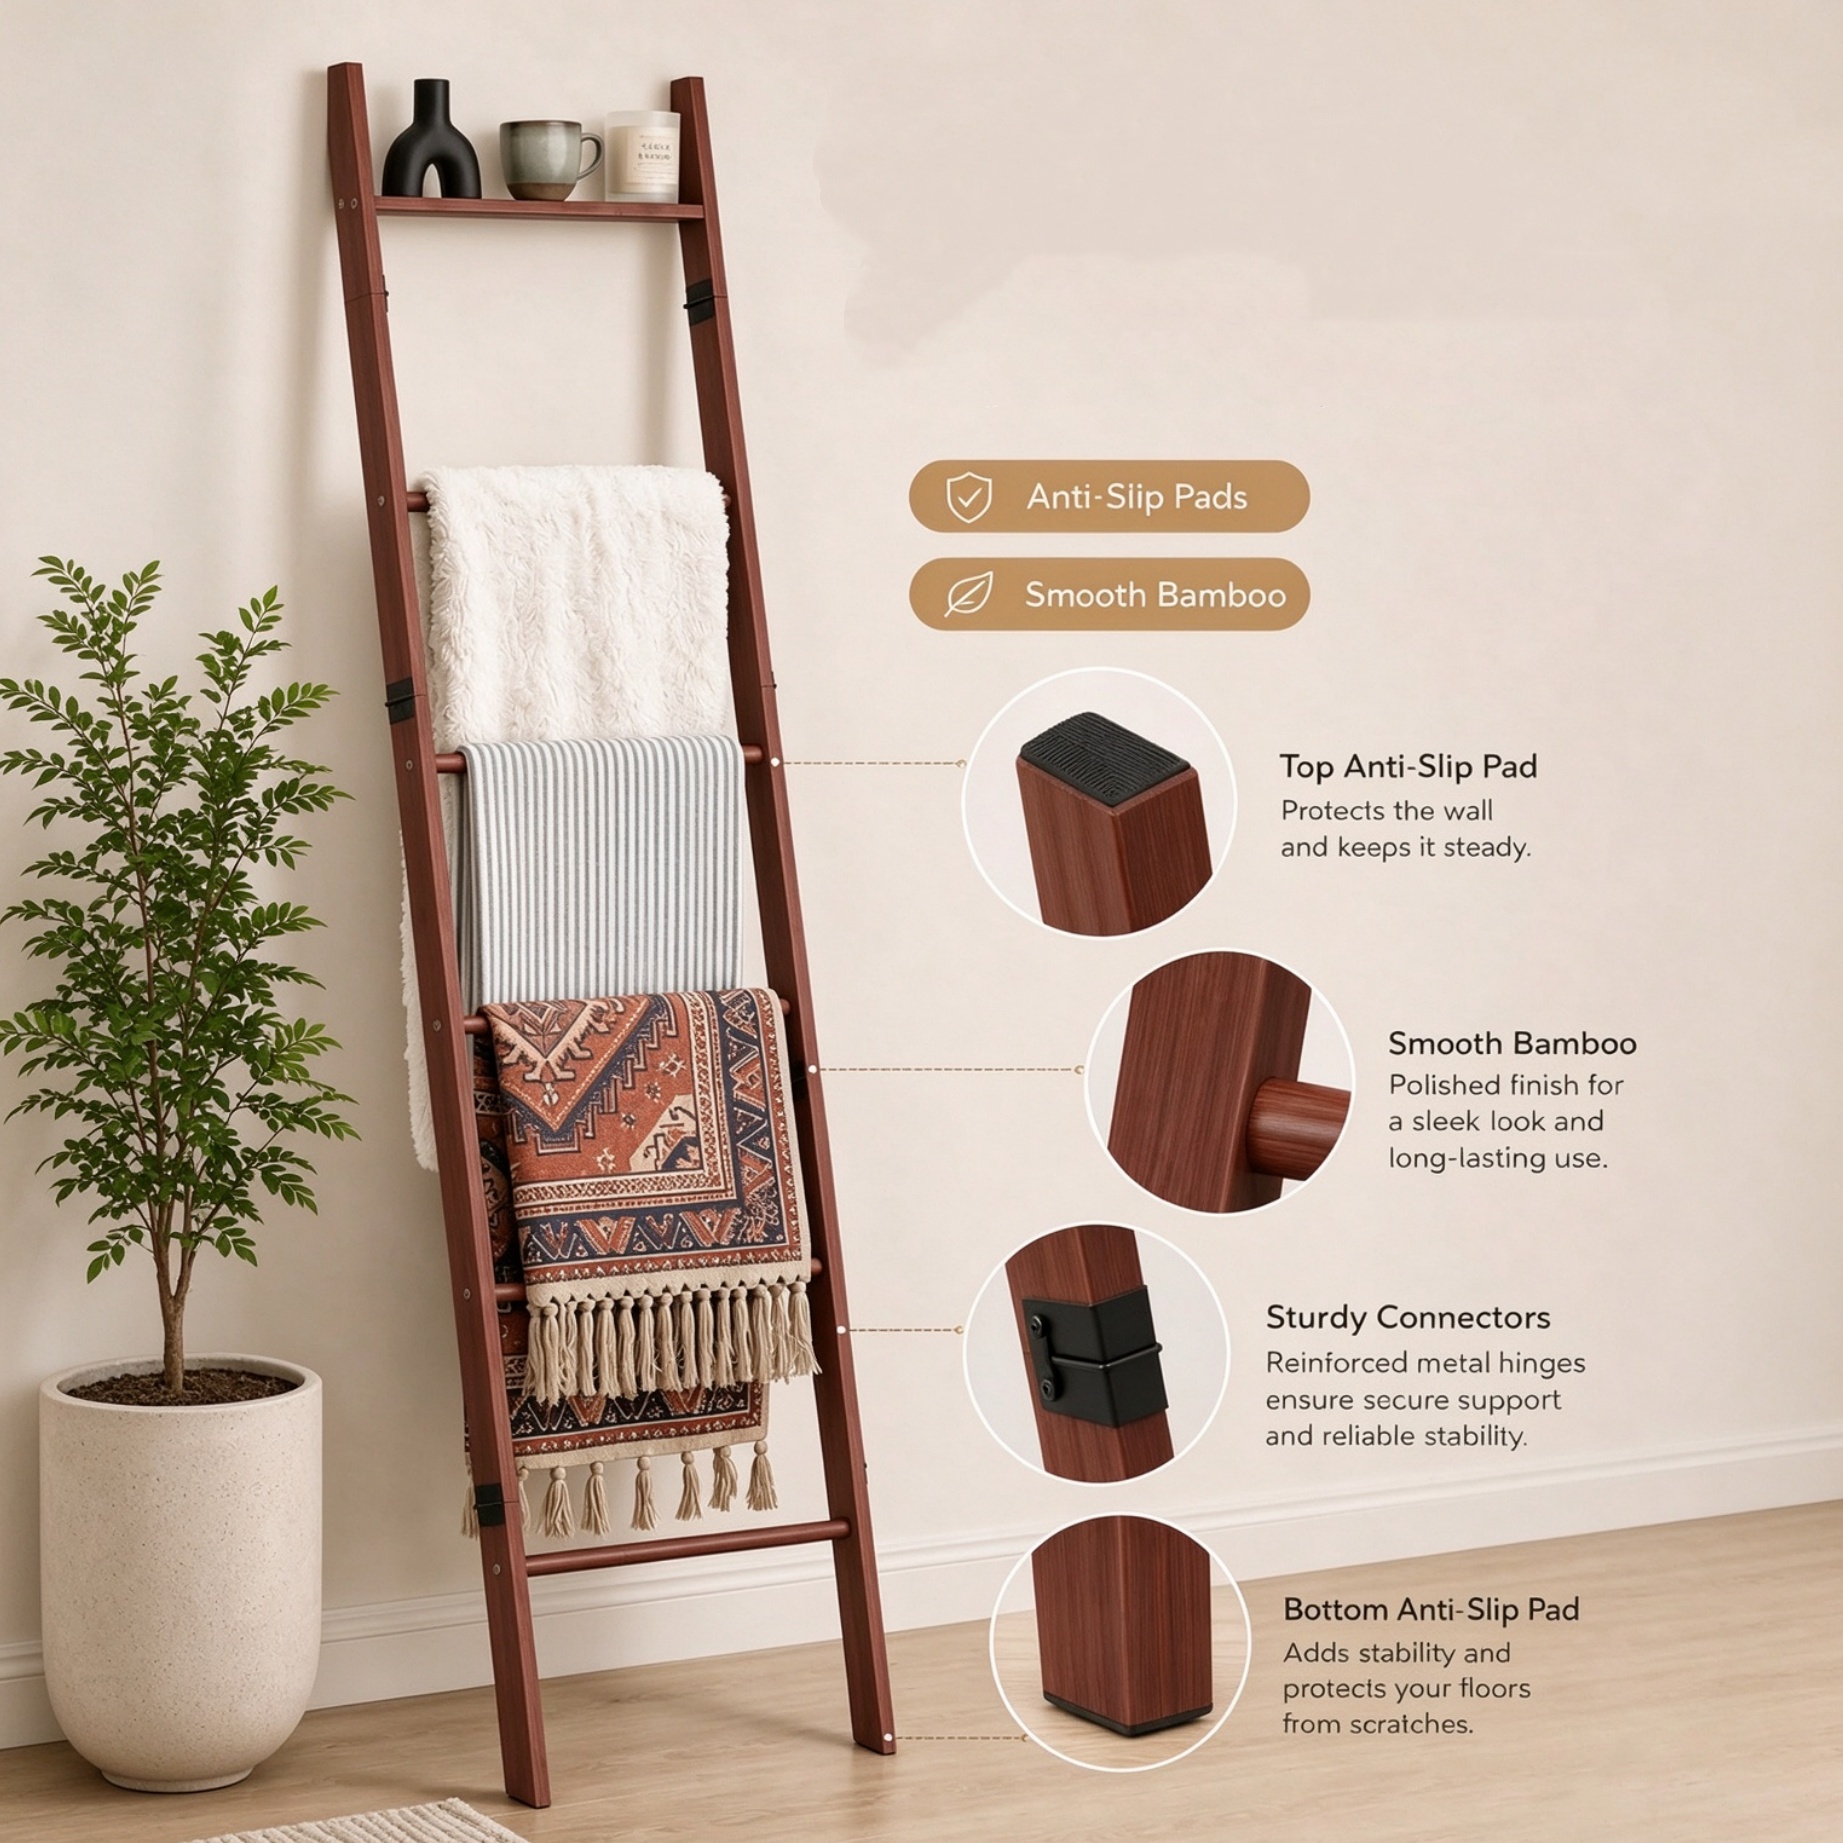 Anti-Slip Pads
Smooth Bamboo
Top Anti-Slip Pad
Protects the wall
and keeps it steady.
Smooth Bamboo
Polished finish for
a sleek look and
long-lasting use.
Sturdy Connectors
Reinforced metal hinges
ensure secure support
and reliable stability.
Bottom Anti-Slip Pad
Adds stability and
protects your floors
from scratches.